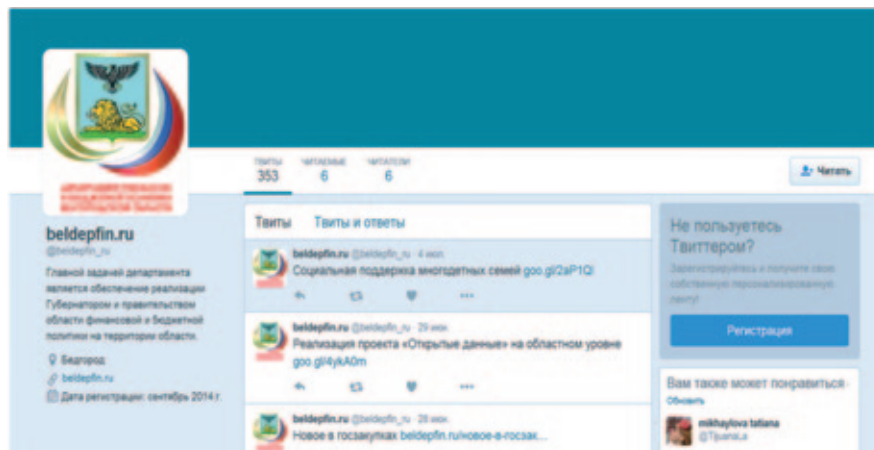 ТВИТЫ ЧИТАЕМЫЕ ЧИТАТЕЛИ
353 6 6
Читать
beldepfin.ru
@beldepfin_ru
Главной задачей департамента
является обеспечение реализации
Губернатором и правительством
области финансовой и бюджетной
политики на территории области.
Белгород
beldepfin.ru
Дата регистрации: сентябрь 2014 г.
Твиты Твиты и ответы
beldepfin.ru @beldepfin_ru · 4 июл.
Социальная поддержка многодетных семей goo.gl/2aP1QI
beldepfin.ru @beldepfin_ru · 29 июн.
Реализация проекта «Открытые данные» на областном уровне
goo.gl/4ykA0m
beldepfin.ru @beldepfin_ru · 28 июн.
Новое в госзакупках beldepfin.ru/новое-в-госзак...
Не пользуетесь
Твиттером?
Зарегистрируйтесь и получите свою
собственную персонализированную
ленту!
Регистрация
Вам также может понравиться
Обновить
mikhaylova tatiana
@TijuanaLa